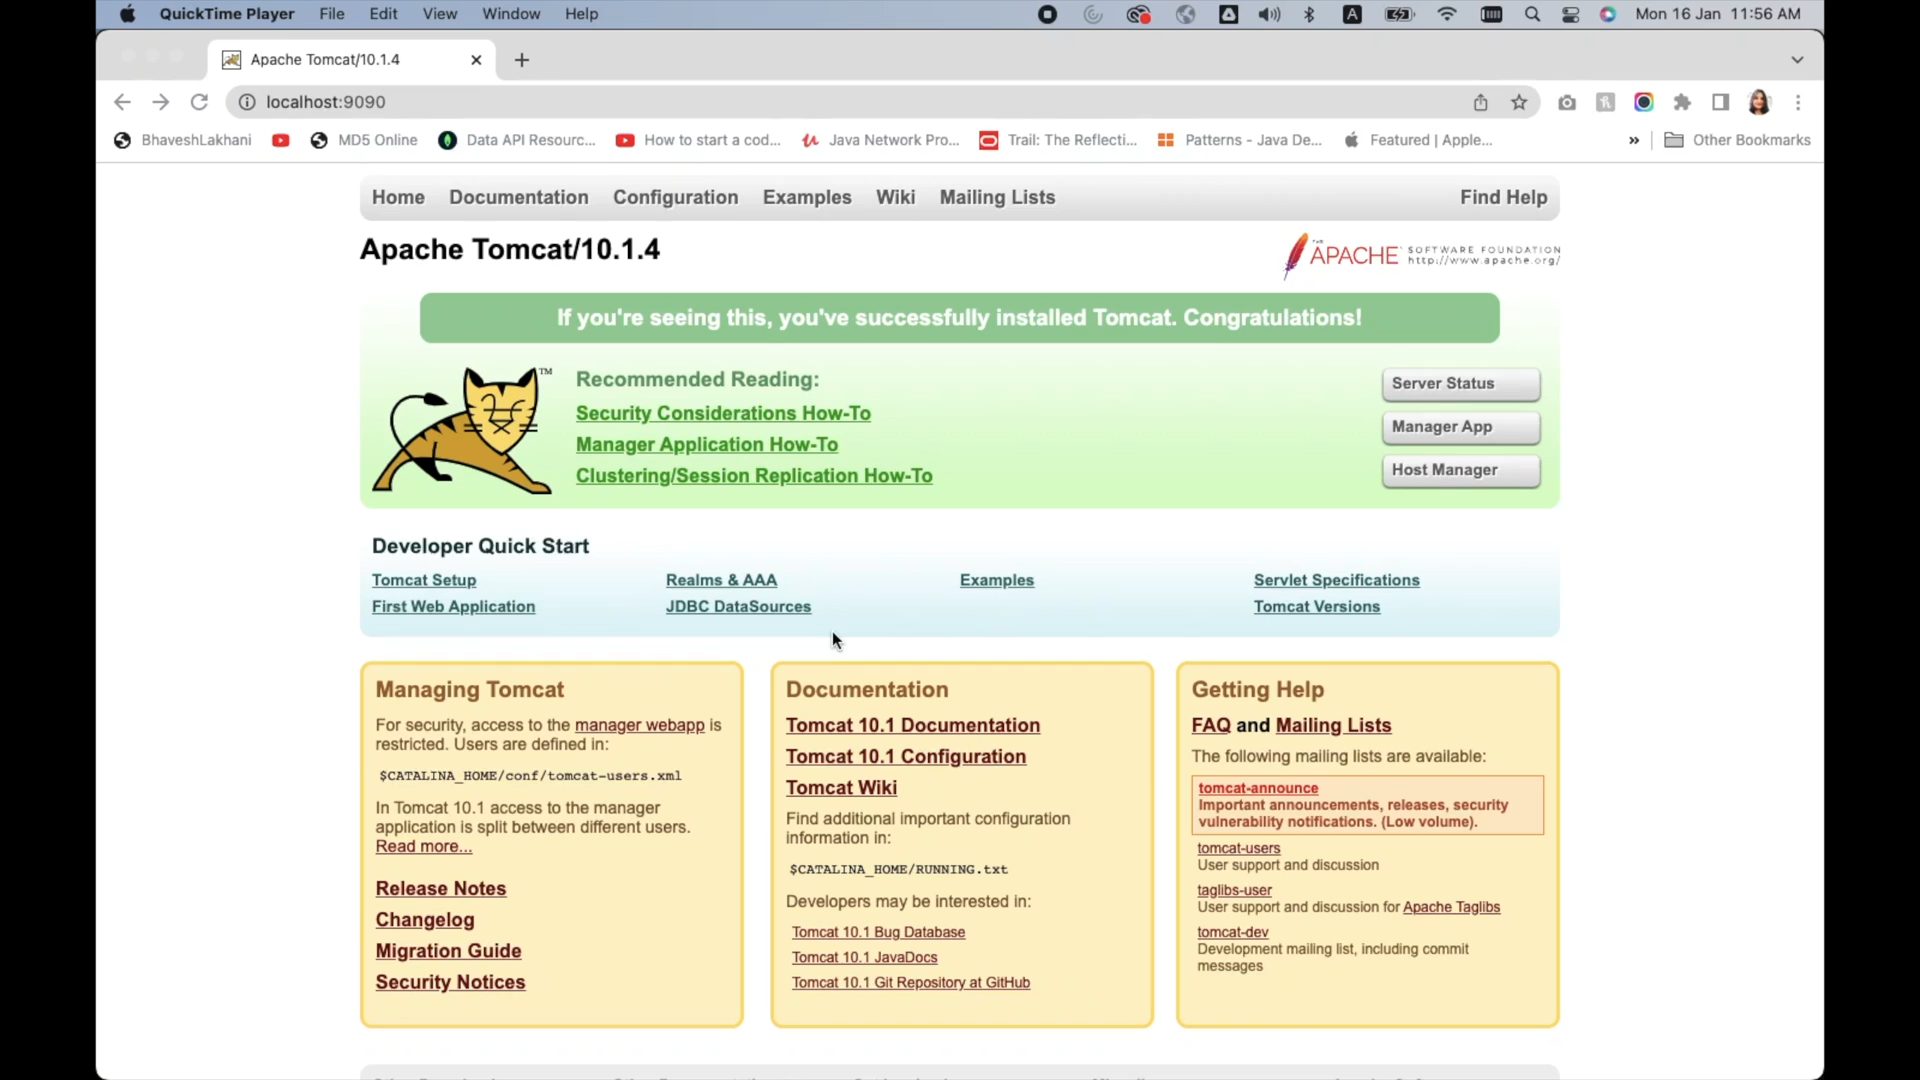 QuickTime Player File Edit View Window Help A Mon 16 Jan 11:56 AM
Apache Tomcat/10.1.4
localhost:9090
BhaveshLakhani MD5 Online Data API Resourc... How to start a cod... Java Network Pro... Trail: The Reflecti... Patterns - Java De... Featured | Apple... » Other Bookmarks
Home Documentation Configuration Examples Wiki Mailing Lists Find Help
Apache Tomcat/10.1.4
THE APACHE SOFTWARE FOUNDATION
http://www.apache.org/
If you're seeing this, you've successfully installed Tomcat. Congratulations!
TM
Recommended Reading:
Security Considerations How-To
Manager Application How-To
Clustering/Session Replication How-To
Server Status
Manager App
Host Manager
Developer Quick Start
Tomcat Setup Realms & AAA Examples Servlet Specifications
First Web Application JDBC DataSources Tomcat Versions
Managing Tomcat
For security, access to the manager webapp is
restricted. Users are defined in:
$CATALINA_HOME/conf/tomcat-users.xml
In Tomcat 10.1 access to the manager
application is split between different users.
Read more...
Release Notes
Changelog
Migration Guide
Security Notices
Documentation
Tomcat 10.1 Documentation
Tomcat 10.1 Configuration
Tomcat Wiki
Find additional important configuration
information in:
$CATALINA_HOME/RUNNING.txt
Developers may be interested in:
Tomcat 10.1 Bug Database
Tomcat 10.1 JavaDocs
Tomcat 10.1 Git Repository at GitHub
Getting Help
FAQ and Mailing Lists
The following mailing lists are available:
tomcat-announce
Important announcements, releases, security
vulnerability notifications. (Low volume).
tomcat-users
User support and discussion
taglibs-user
User support and discussion for Apache Taglibs
tomcat-dev
Development mailing list, including commit
messages